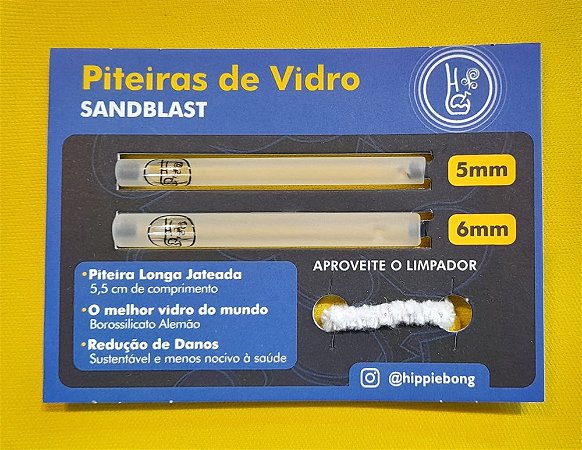 Piteiras de Vidro
SANDBLAST
5mm
6mm
•Piteira Longa Jateada
5,5 cm de comprimento
•O melhor vidro do mundo
Borossilicato Alemão
•Redução de Danos
Sustentável e menos nocivo à saúde
APROVEITE O LIMPADOR
@hippiebong